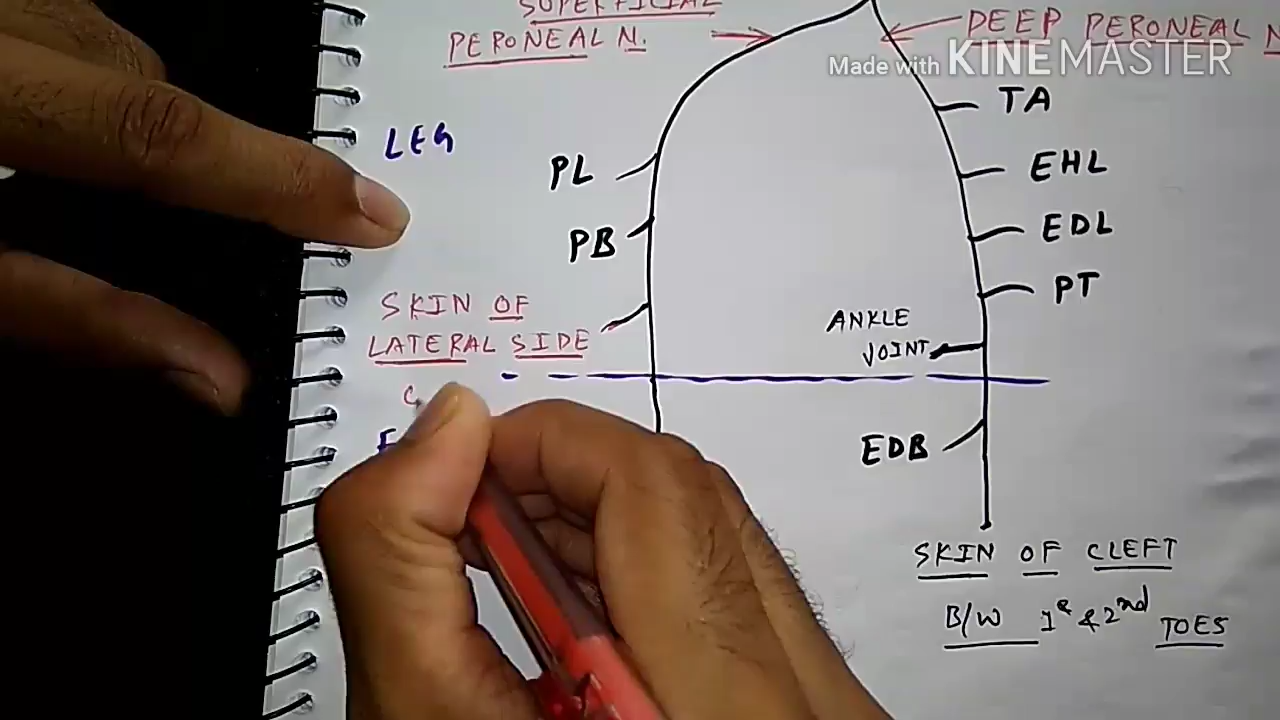 SUPERFICIAL
PERONEAL N.
DEEP PERONEAL N
Made with KINEMASTER
LEG
TA
PL
EHL
PB
EDL
PT
SKIN OF
LATERAL SIDE
ANKLE
JOINT
EDB
SKIN OF CLEFT
B/W 1st & 2nd TOES